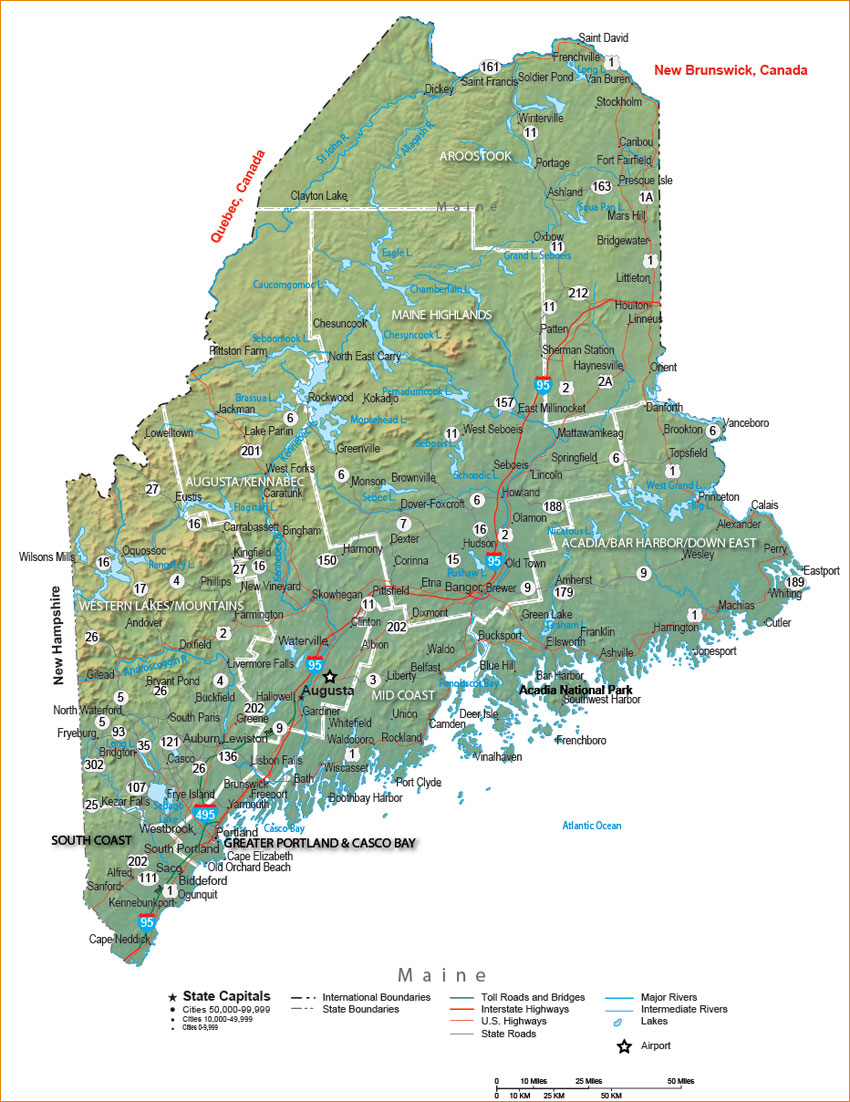 Saint David
Frenchville
1
161
Long L.
New Brunswick, Canada
Saint Francis
Soldier Pond
Van Buren
Dickey
Stockholm
Winterville
11
Allagash R.
St John R.
Caribou
AROOSTOOK
Portage
Fort Fairfield
Quebec, Canada
Presque Isle
Ashland
163
Clayton Lake
1A
Maine
Squa Pan L.
Mars Hill
Oxbow
11
Bridgewater
Eagle L.
Grand L. Seboeis
1
Littleton
Caucomgomoc L.
Chamberlain L.
212
11
Houlton
MAINE HIGHLANDS
Linneus
Chesuncook
Patten
Chesuncook L.
Seboomook L.
Sherman Station
Pittston Farm
North East Carry
Haynesville
Orient
95
2
2A
Pemadumcook L.
Brassua L.
Rockwood
Kokadjo
157
East Millinocket
Danforth
Jackman
6
Moosehead L.
Vanceboro
Lowelltown
Lake Parlin
Kennebec R.
11
West Seboeis
Mattawamkeag
Brookton
6
201
Greenville
Seboeis L.
Topsfield
Springfield
6
West Forks
Seboeis
1
6
Monson
Brownville
Schoodic L.
Lincoln
AUGUSTA/KENNABEC
27
Caratunk
Sebec L.
Howland
West Grand L.
Eustis
Dover-Foxcroft
6
Princeton
Flagstaff L.
188
Big L.
Calais
16
Olamon
Carrabassett
Bingham
7
16
2
Nicatour L.
Alexander
Dexter
Hudson
ACADIA/BAR HARBOR/DOWN EAST
Oquossoc
Kingfield
Harmony
Perry
Wilsons Mills
16
Rangeley L.
27
16
150
Corinna
15
95
Old Town
Wesley
Eastport
17
4
Phillips
Pushaw L.
9
189
New Vineyard
Etna
Amherst
Skowhegan
Pittsfield
Bangor
Brewer
9
179
Whiting
WESTERN LAKES/MOUNTAINS
11
Machias
New Hampshire
Andover
Farmington
Dixmont
Green Lake
1
Clinton
202
Graham L.
Cutler
26
2
Bucksport
Franklin
Harrington
Dixfield
Waterville
Albion
Waldo
Ellsworth
Ashville
Jonesport
Androscoggin R.
Livermore Falls
95
Belfast
Blue Hill
Gilead
Bryant Pond
4
3
Liberty
Bar Harbor
26
Augusta
Penobscos Bay
Acadia National Park
5
Buckfield
Hallowell
MID COAST
Southwest Harbor
North Waterford
202
Gardiner
Union
Deer Isle
5
South Paris
Greene
Whitefield
Camden
Fryeburg
93
9
Waldoboro
Rockland
Frenchboro
35
121
Auburn
Lewiston
Bridgton
136
1
Vinalhaven
302
Casco
26
Lisbon Falls
Wiscasset
107
Brunswick
Bath
Port Clyde
Frye Island
Freeport
Boothbay Harbor
25
Kezar Falls
SeBago
Lake
Yarmouth
495
Casco Bay
Atlantic Ocean
Westbrook
Portland
SOUTH COAST
GREATER PORTLAND & CASCO BAY
South Portland
Cape Elizabeth
202
Saco
Old Orchard Beach
Alfred
111
Biddeford
Sanford
1
Ogunquit
Kennebunkport
95
Cape Neddick
Maine
State Capitals
Cities 50,000-99,999
Cities 10,000-49,999
Cities 0-9,999
International Boundaries
State Boundaries
Toll Roads and Bridges
Interstate Highways
U.S. Highways
State Roads
Major Rivers
Intermediate Rivers
Lakes
Airport
0 10 Miles 25 Miles 50 Miles
0 10 KM 25 KM 50 KM